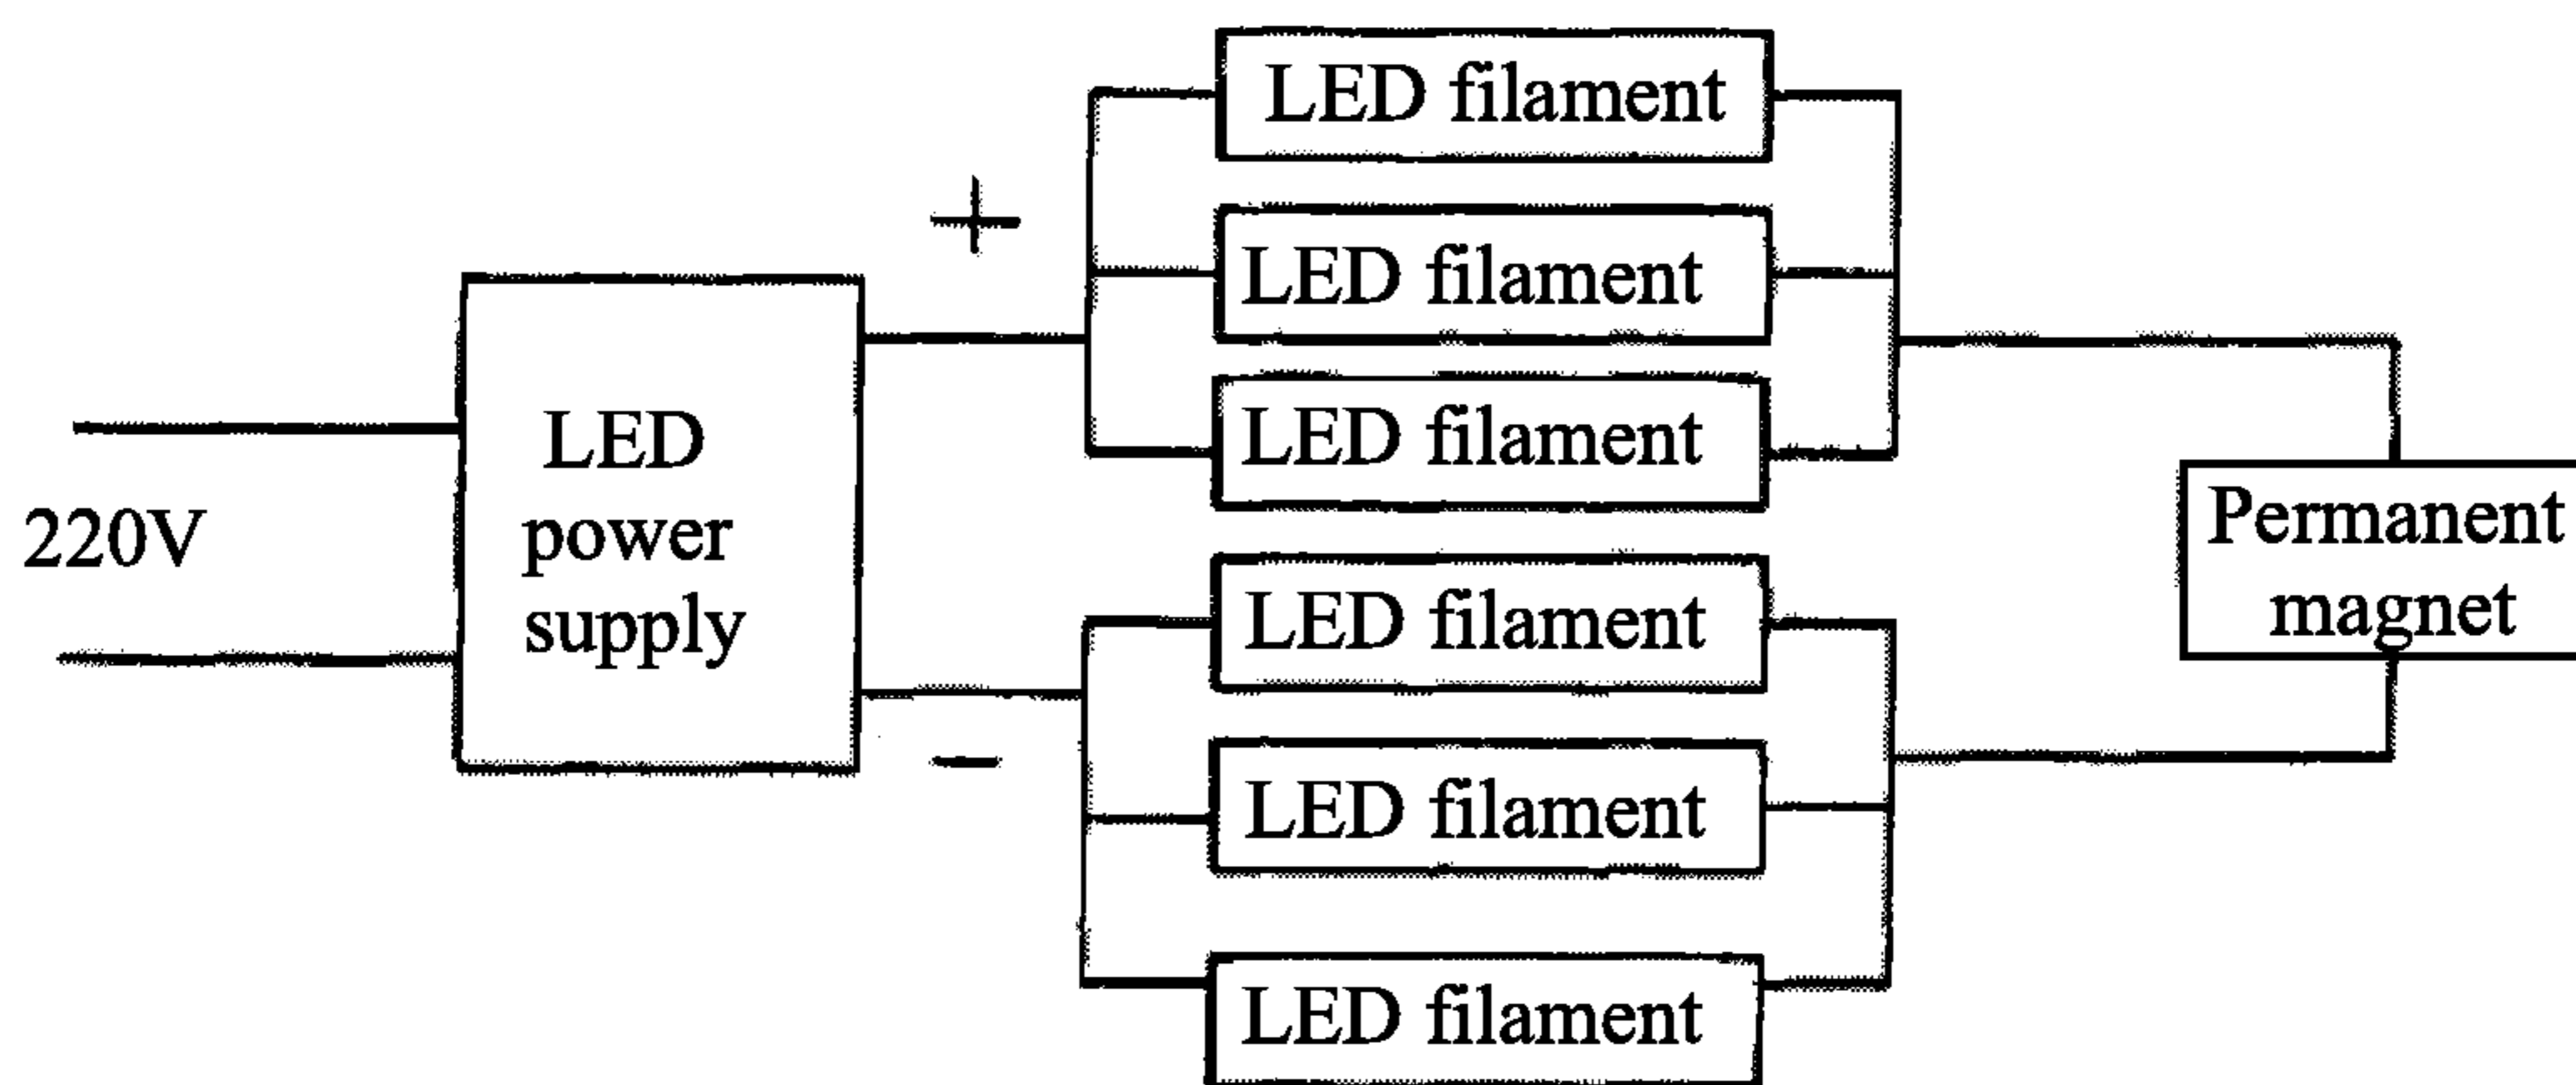 220V
LED
power
supply
+
−
LED filament
LED filament
LED filament
LED filament
LED filament
LED filament
Permanent
magnet